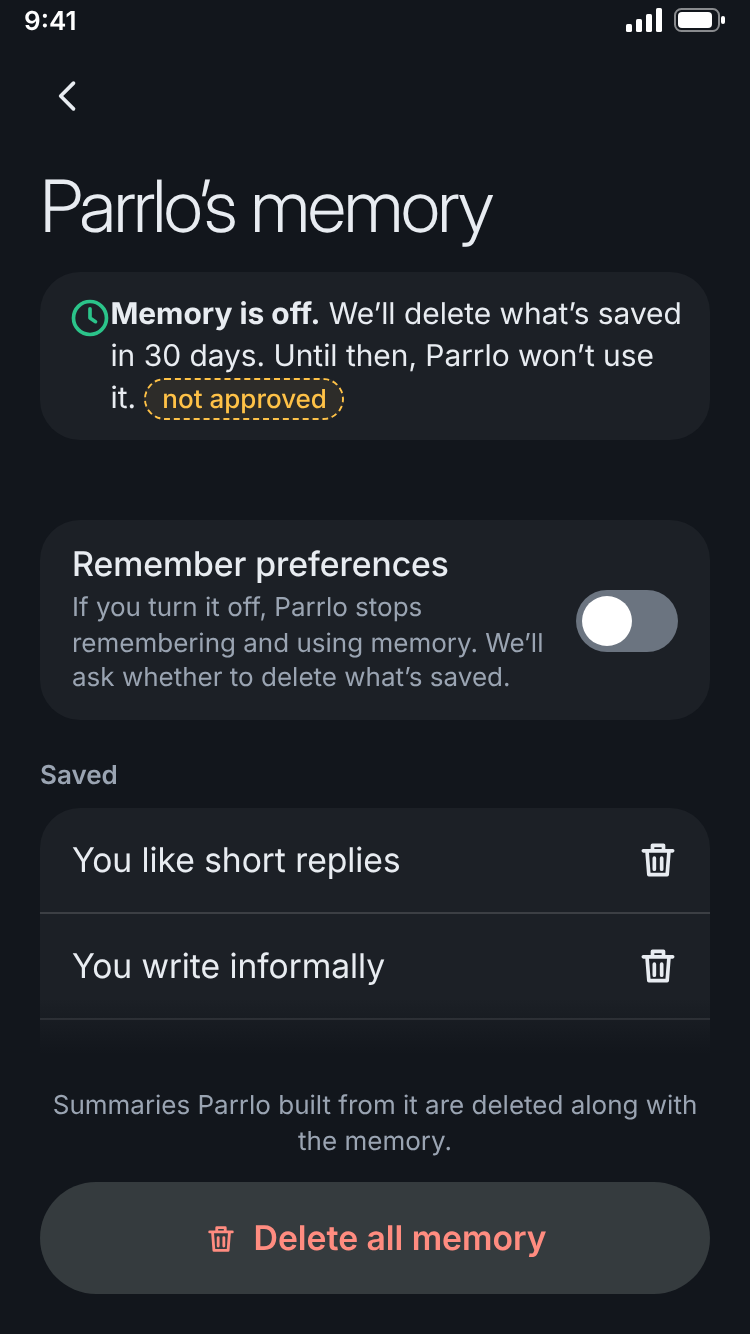 9:41
Parrlo’s memory
Memory is off. We’ll delete what’s saved
in 30 days. Until then, Parrlo won’t use
it. not approved
Remember preferences
If you turn it off, Parrlo stops
remembering and using memory. We’ll
ask whether to delete what’s saved.
Saved
You like short replies
You write informally
Summaries Parrlo built from it are deleted along with
the memory.
Delete all memory